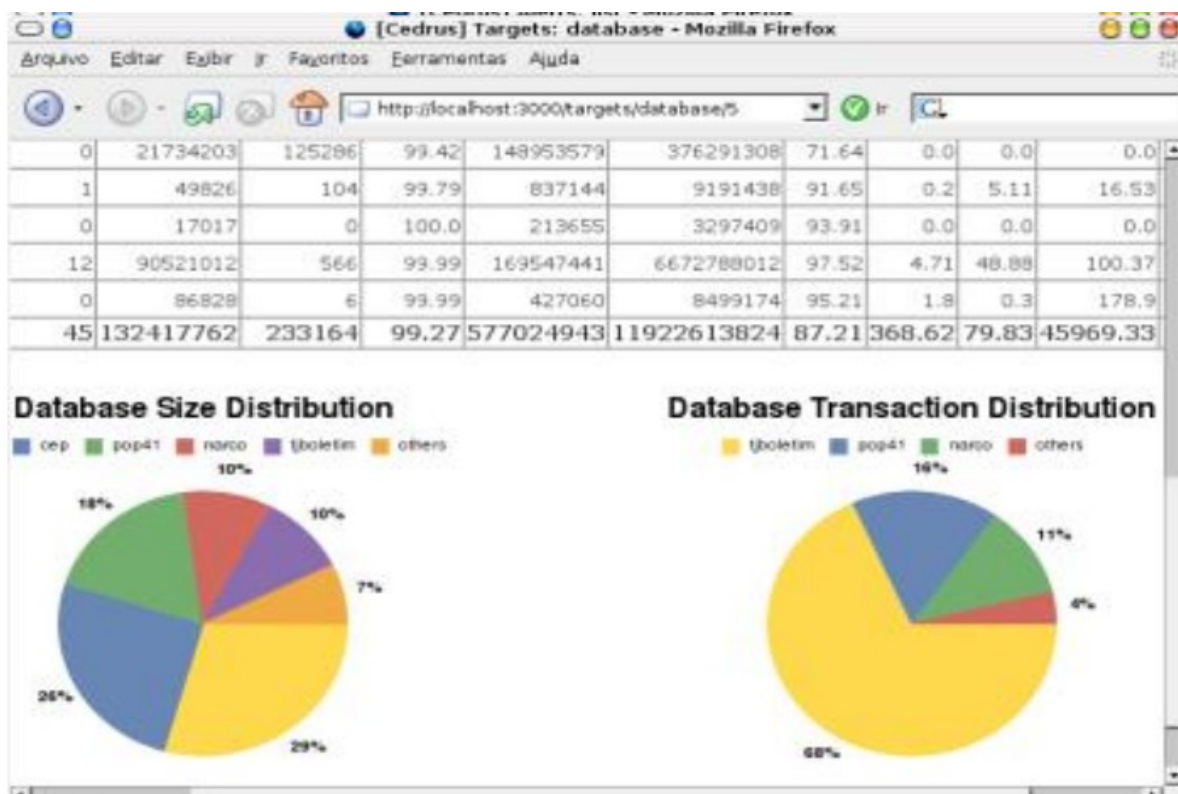 [Cedrus] Targets: database - Mozilla Firefox
Arquivo Editar Exibir Ir Favoritos Ferramentas Ajuda
http://localhost:3000/targets/database/5 Ir
0 21734203 125286 99.42 148953579 376291308 71.64 0.0 0.0 0.0
1 49826 104 99.79 837144 9191438 91.65 0.2 5.11 16.53
0 17017 0 100.0 213655 3297409 93.91 0.0 0.0 0.0
12 90521012 566 99.99 169547441 6672788012 97.52 4.71 48.88 100.37
0 86828 6 99.99 427060 8499174 95.21 1.8 0.3 178.9
45 132417762 233164 99.27 577024943 11922613824 87.21 368.62 79.83 45969.33
Database Size Distribution
cep pop41 narco tjboletim others
10%
18%
10%
7%
26%
29%
Database Transaction Distribution
tjboletim pop41 narco others
16%
11%
4%
68%